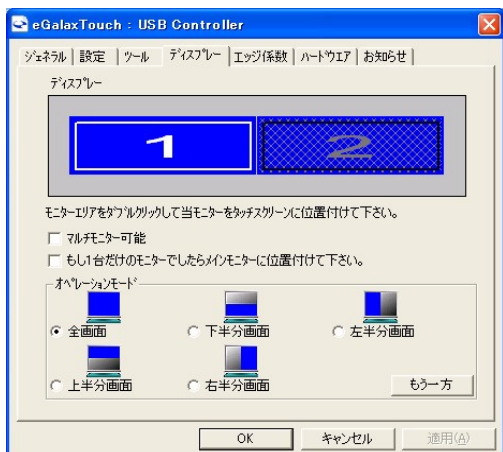 eGalaxTouch : USB Controller
ジェネラル 設定 ツール ディスプレー エッジ係数 ハードウエア お知らせ
ディスプレー
1 2
モニターエリアをダブルクリックして当モニターをタッチスクリーンに位置付けて下さい。
マルチモニター可能
もし1台だけのモニターでしたらメインモニターに位置付けて下さい。
オペレーションモード
全画面 下半分画面 左半分画面
上半分画面 右半分画面 もう一方
OK キャンセル 適用(A)